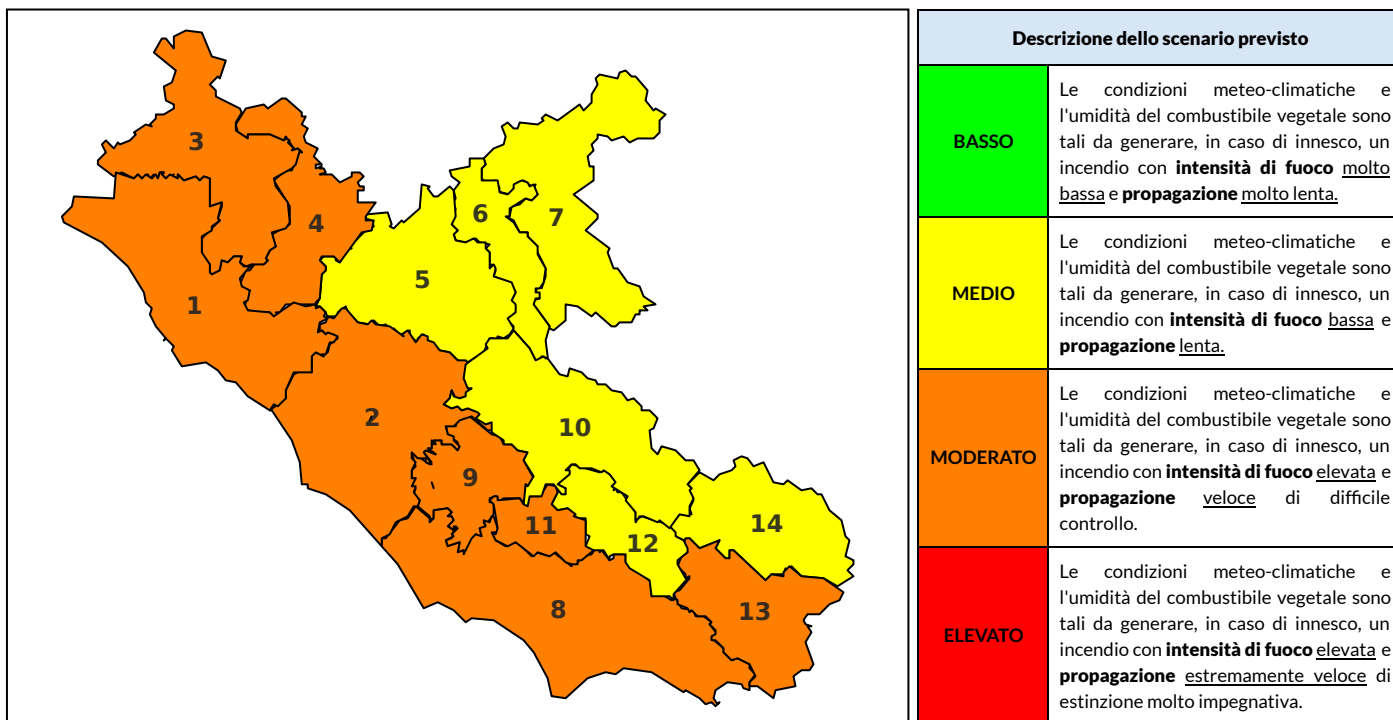 3
4
6
7
5
1
2
10
9
11
14
12
8
13
Descrizione dello scenario previsto
BASSO
Le condizioni meteo-climatiche e
l'umidità del combustibile vegetale sono
tali da generare, in caso di innesco, un
incendio con intensità di fuoco molto
bassa e propagazione molto lenta.
MEDIO
Le condizioni meteo-climatiche e
l'umidità del combustibile vegetale sono
tali da generare, in caso di innesco, un
incendio con intensità di fuoco bassa e
propagazione lenta.
MODERATO
Le condizioni meteo-climatiche e
l'umidità del combustibile vegetale sono
tali da generare, in caso di innesco, un
incendio con intensità di fuoco elevata e
propagazione veloce di difficile
controllo.
ELEVATO
Le condizioni meteo-climatiche e
l'umidità del combustibile vegetale sono
tali da generare, in caso di innesco, un
incendio con intensità di fuoco elevata e
propagazione estremamente veloce di
estinzione molto impegnativa.